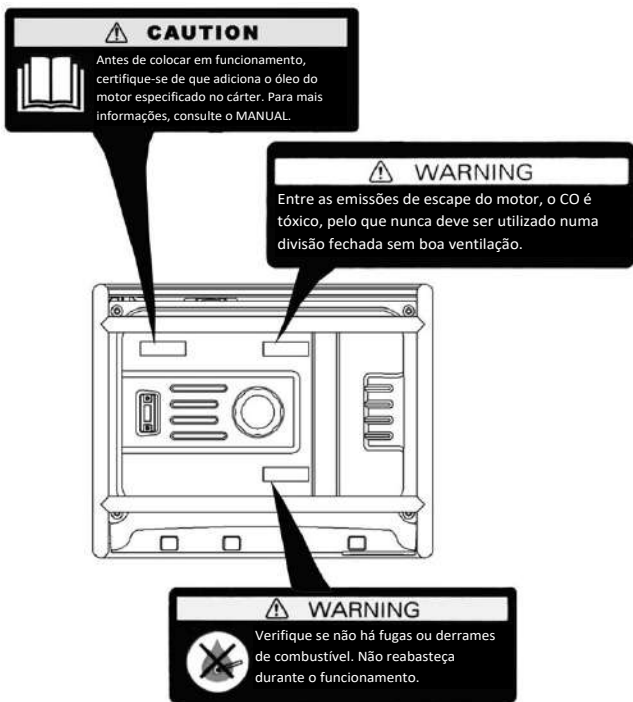 CAUTION
Antes de colocar em funcionamento,
certifique-se de que adiciona o óleo do
motor especificado no cárter. Para mais
informações, consulte o MANUAL.
WARNING
Entre as emissões de escape do motor, o CO é
tóxico, pelo que nunca deve ser utilizado numa
divisão fechada sem boa ventilação.
WARNING
Verifique se não há fugas ou derrames
de combustível. Não reabasteça
durante o funcionamento.